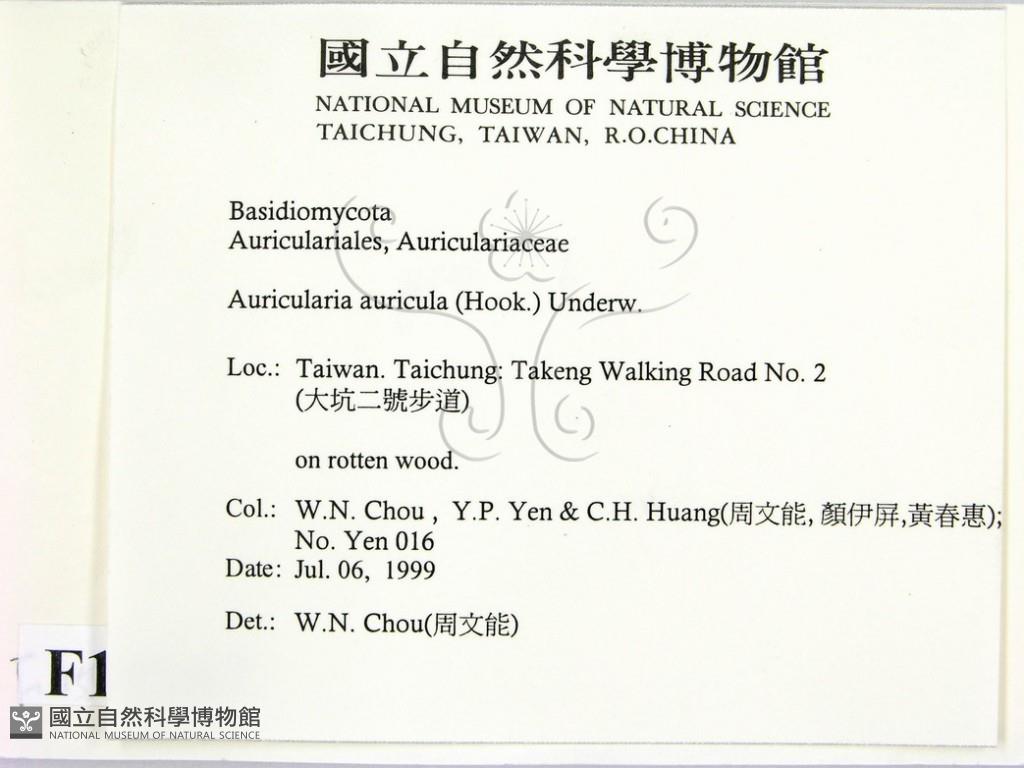 國立自然科學博物館
NATIONAL MUSEUM OF NATURAL SCIENCE
TAICHUNG, TAIWAN, R.O.CHINA
Basidiomycota
Auriculariales, Auriculariaceae
Auricularia auricula (Hook.) Underw.
Loc.: Taiwan. Taichung: Takeng Walking Road No. 2
(大坑二號步道)
on rotten wood.
Col.: W.N. Chou , Y.P. Yen & C.H. Huang(周文能, 顏伊屏,黃春惠);
No. Yen 016
Date: Jul. 06, 1999
Det.: W.N. Chou(周文能)
F1
國立自然科學博物館
NATIONAL MUSEUM OF NATURAL SCIENCE